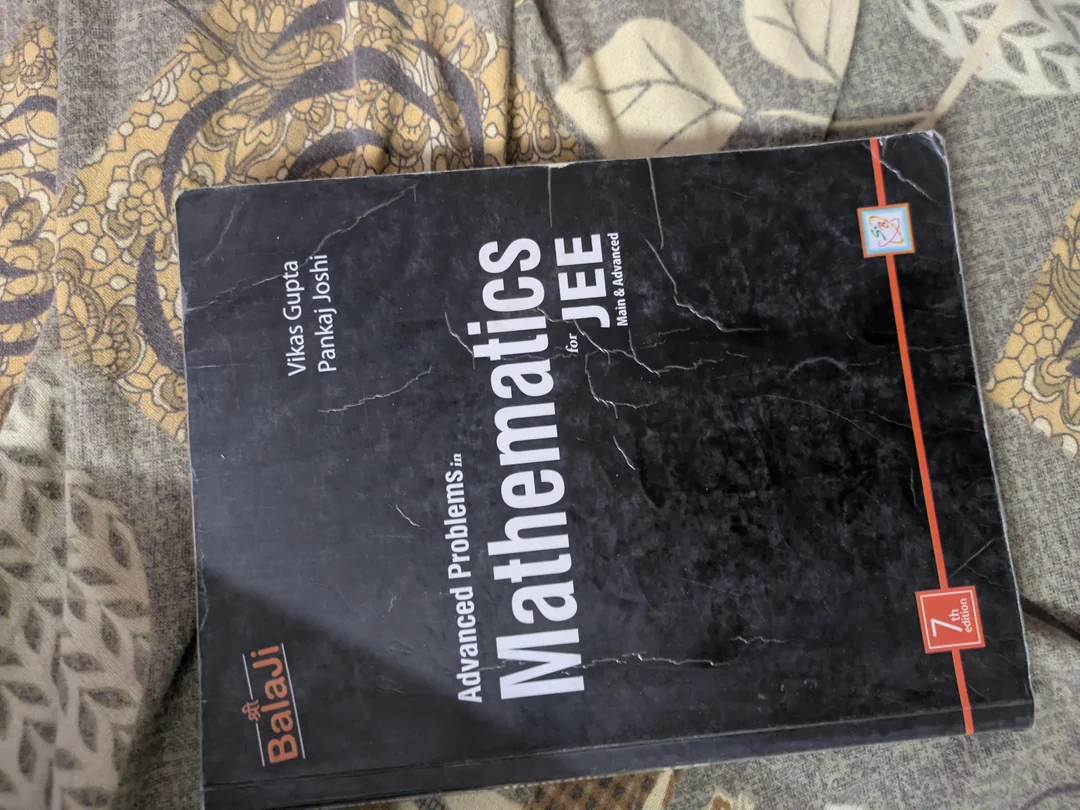 श्री
BalaJi
Vikas Gupta
Pankaj Joshi
Advanced Problems in
Mathematics
for JEE
Main & Advanced
7th
edition